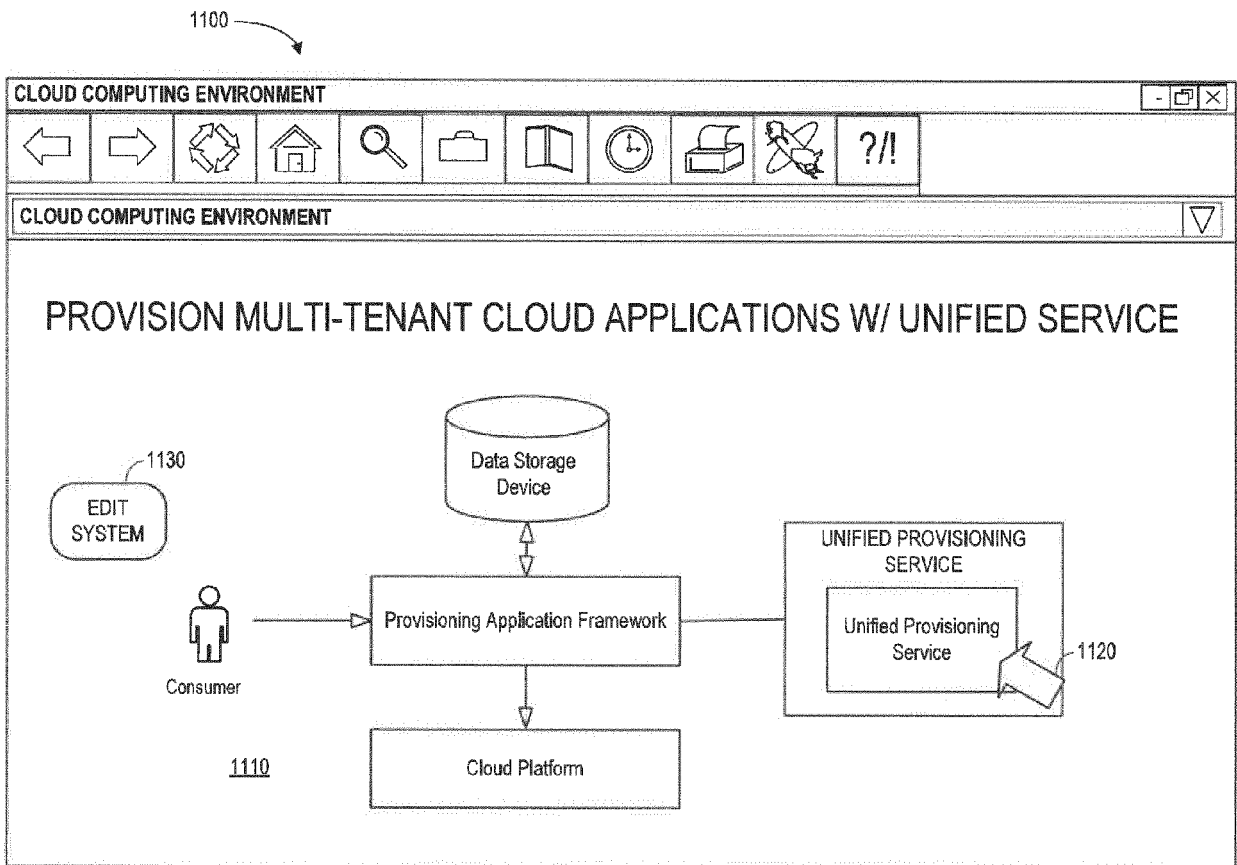 1100
CLOUD COMPUTING ENVIRONMENT
?/!
CLOUD COMPUTING ENVIRONMENT
PROVISION MULTI-TENANT CLOUD APPLICATIONS W/ UNIFIED SERVICE
1130
EDIT
SYSTEM
Data Storage
Device
UNIFIED PROVISIONING
SERVICE
Consumer
Provisioning Application Framework
Unified Provisioning
Service
1120
1110
Cloud Platform